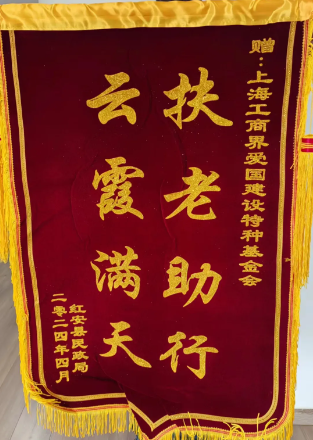 赠：上海工商界爱国建设特种基金会
扶老助行
云霞满天
红安县民政局
二零二四年四月